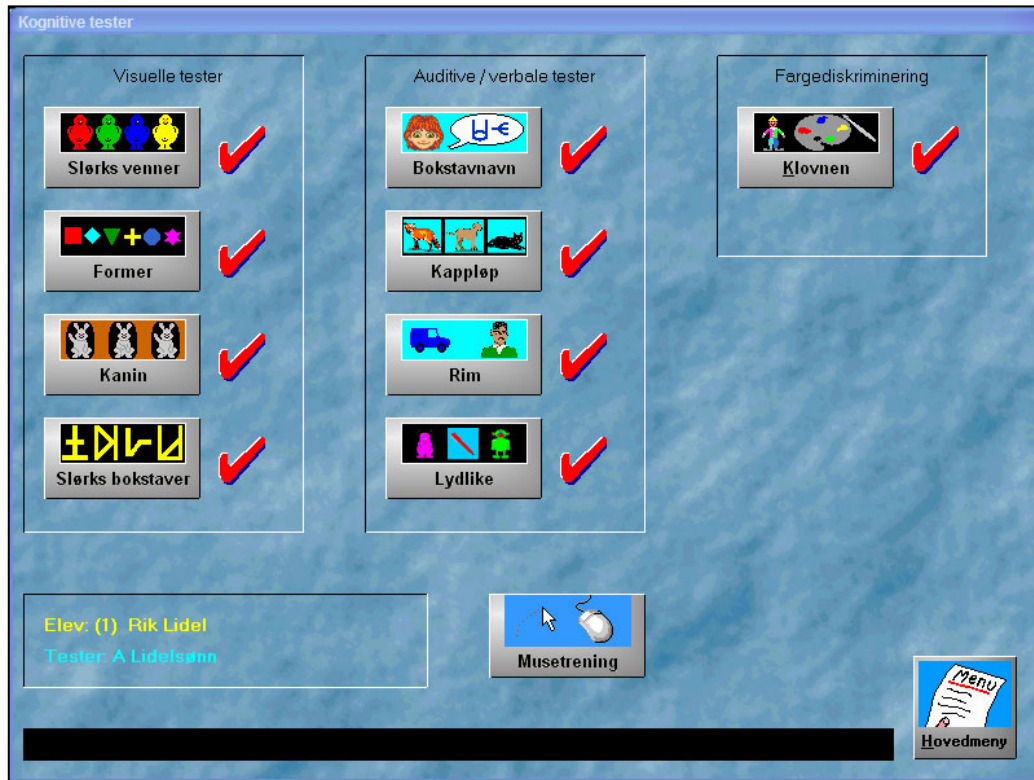 Kognitive tester
Visuelle tester
Slørks venner
Former
Kanin
Slørks bokstaver
Auditive / verbale tester
Bokstavnavn
Kappløp
Rim
Lydlike
Fargediskriminering
Klovnen
Elev: (1) Rik Lidel
Tester: A Lidelsønn
Musetrening
Menu
Hovedmeny